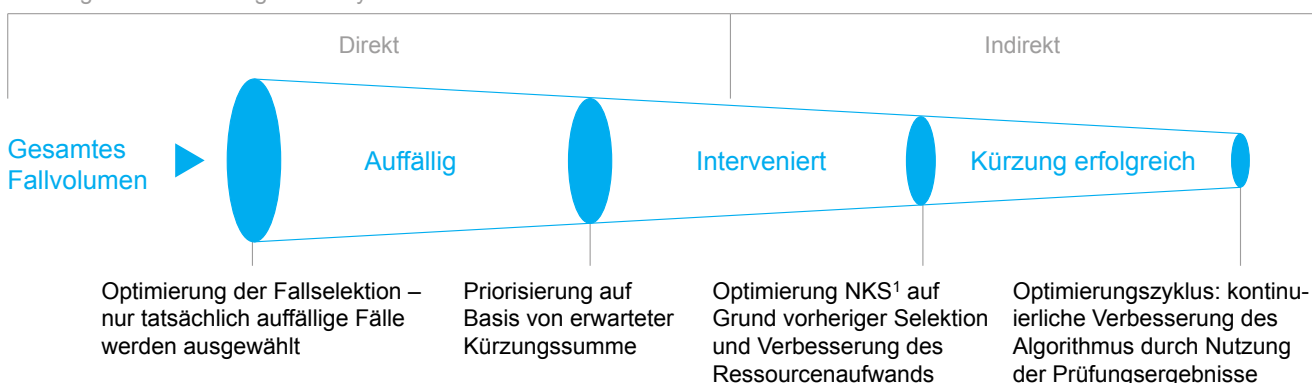 Direkt
Indirekt
Gesamtes
Fallvolumen
Auffällig
Interveniert
Kürzung erfolgreich
Optimierung der Fallselektion –
nur tatsächlich auffällige Fälle
werden ausgewählt
Priorisierung auf
Basis von erwarteter
Kürzungssumme
Optimierung NKS¹ auf
Grund vorheriger Selektion
und Verbesserung des
Ressourcenaufwands
Optimierungszyklus: kontinu-
ierliche Verbesserung des
Algorithmus durch Nutzung
der Prüfungsergebnisse